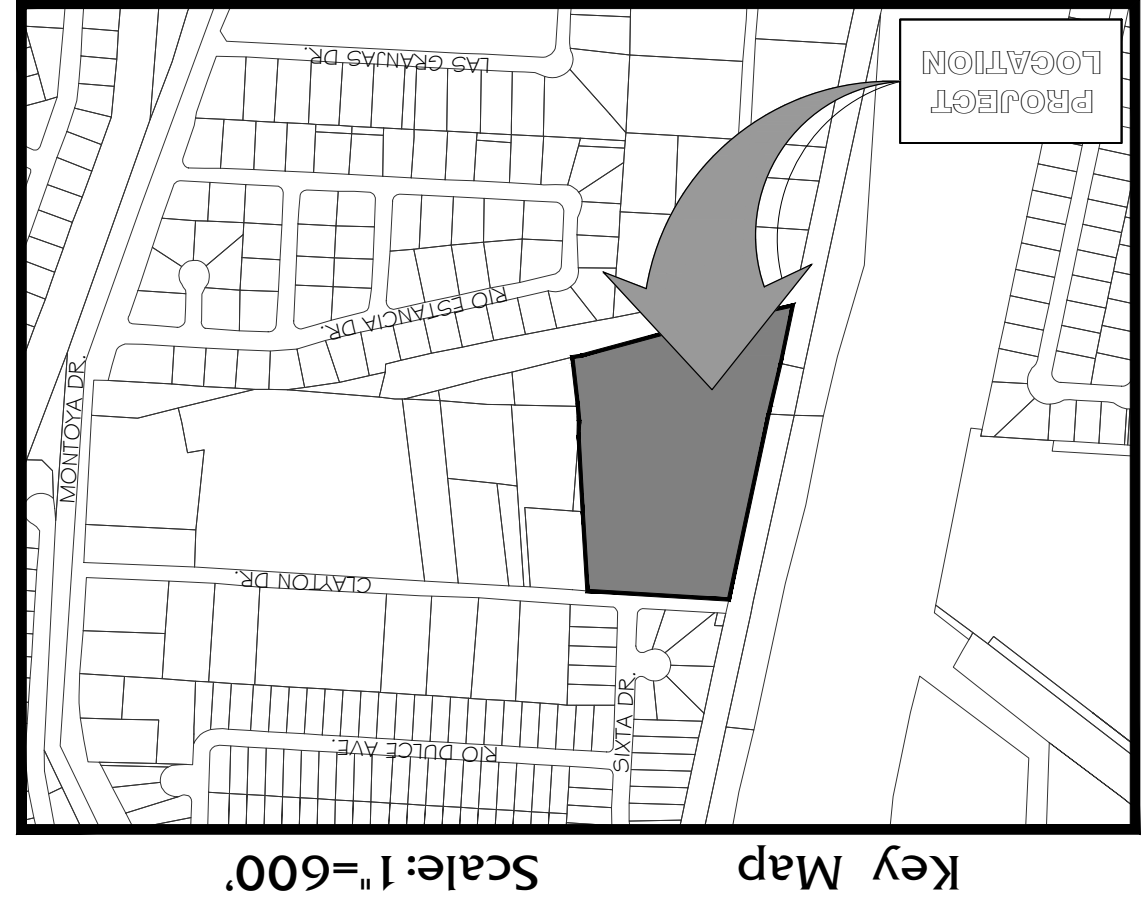 Key Map
Scale:1"=600'
RIO DULCE AVE.
SIXTA DR.
CLAYTON DR.
MONTOYA DR.
RIO ESTANCIA DR.
PROJECT
LOCATION
LAS GRANJAS DR.